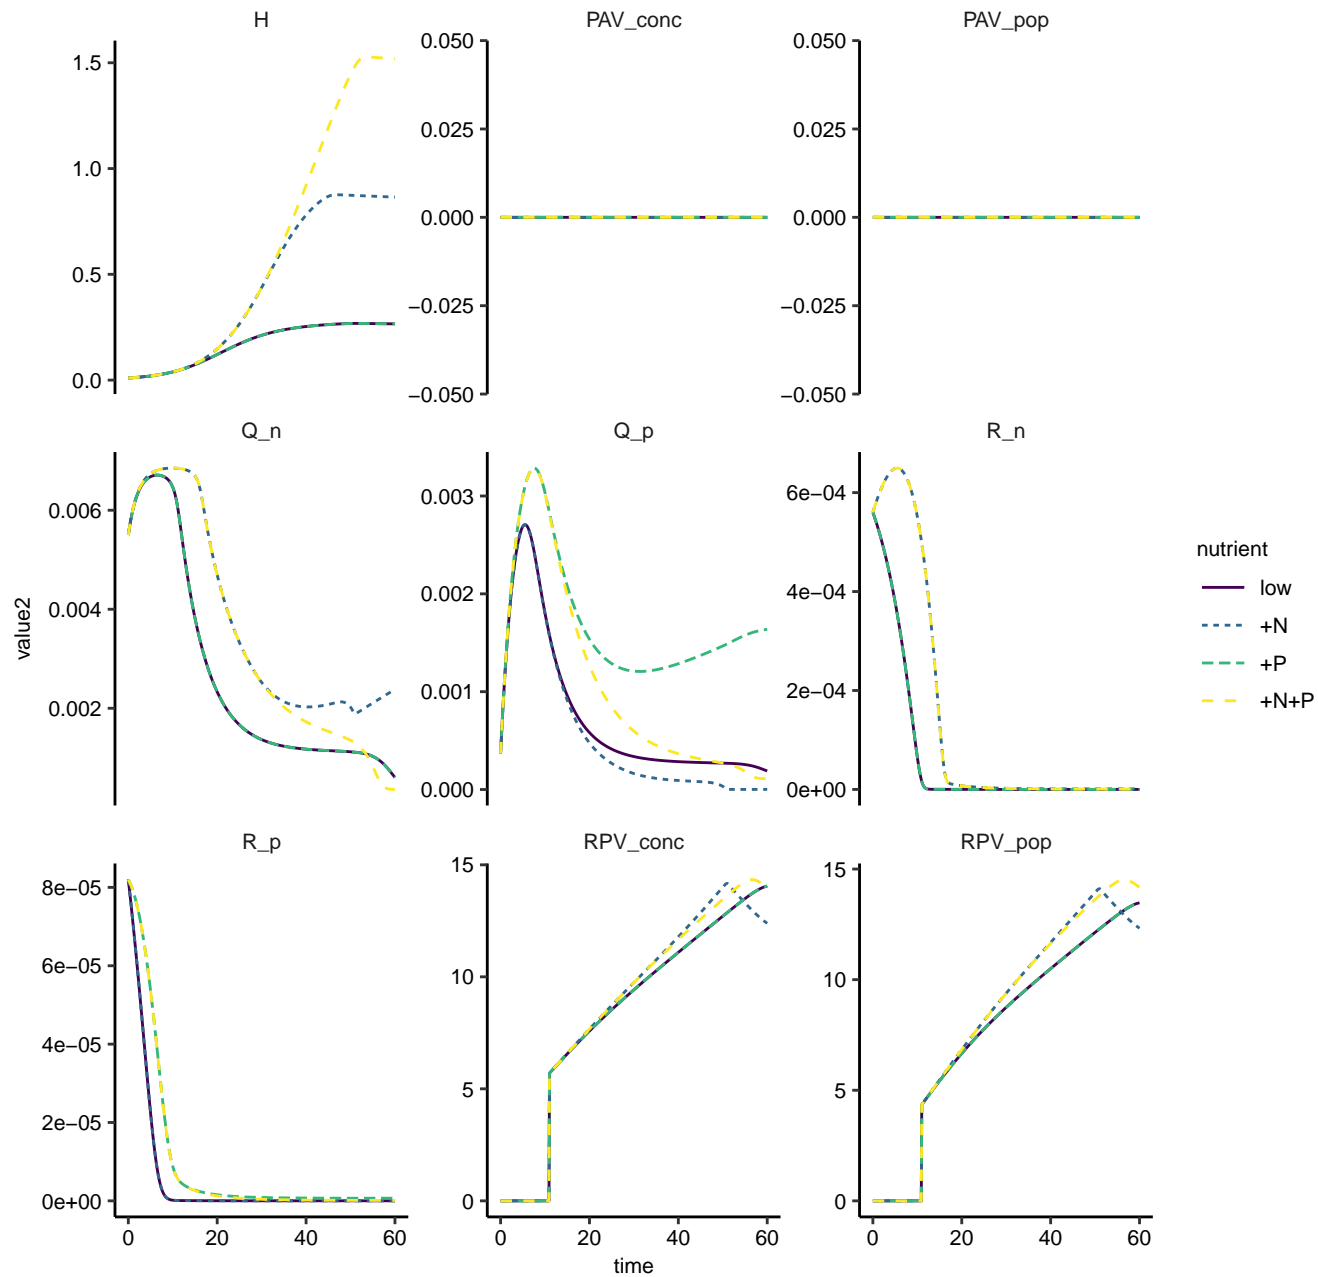 H
PAV_conc
PAV_pop
1.5
1.0
0.5
0.0
0.050
0.025
0.000
−0.025
−0.050
0.050
0.025
0.000
−0.025
−0.050
Q_n
Q_p
R_n
value2
0.006
0.004
0.002
0.003
0.002
0.001
0.000
6e−04
4e−04
2e−04
0e+00
nutrient
low
+N
+P
+N+P
R_p
RPV_conc
RPV_pop
8e−05
6e−05
4e−05
2e−05
0e+00
15
10
5
0
15
10
5
0
0 20 40 60
0 20 40 60
0 20 40 60
time